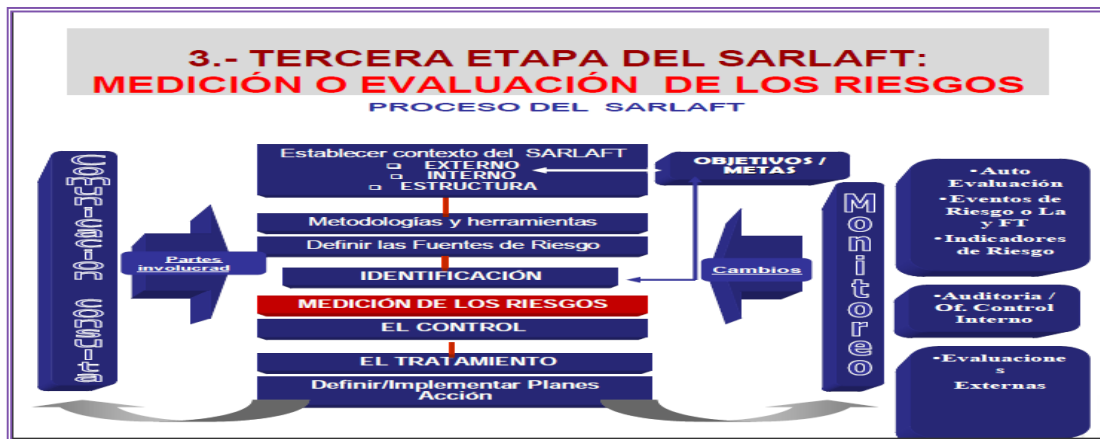 3.- TERCERA ETAPA DEL SARLAFT:
MEDICIÓN O EVALUACIÓN DE LOS RIESGOS
PROCESO DEL SARLAFT
Comunicación Consulta
Partes
involucrad
Establecer contexto del SARLAFT
❑ EXTERNO
❑ INTERNO
❑ ESTRUCTURA
Metodologías y herramientas
Definir las Fuentes de Riesgo
IDENTIFICACIÓN
MEDICIÓN DE LOS RIESGOS
EL CONTROL
EL TRATAMIENTO
Definir/Implementar Planes
Acción
OBJETIVOS /
METAS
Cambios
Monitoreo
•Auto
Evaluación
•Eventos de
Riesgo o La
y FT
•Indicadores
de Riesgo
•Auditoria /
Of. Control
Interno
•Evaluacione
s
Externas